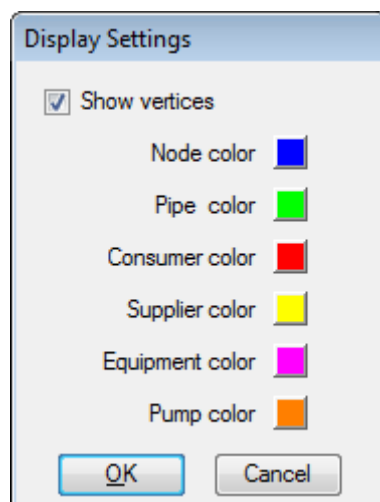 Display Settings
Show vertices
Node color
Pipe color
Consumer color
Supplier color
Equipment color
Pump color
OK Cancel